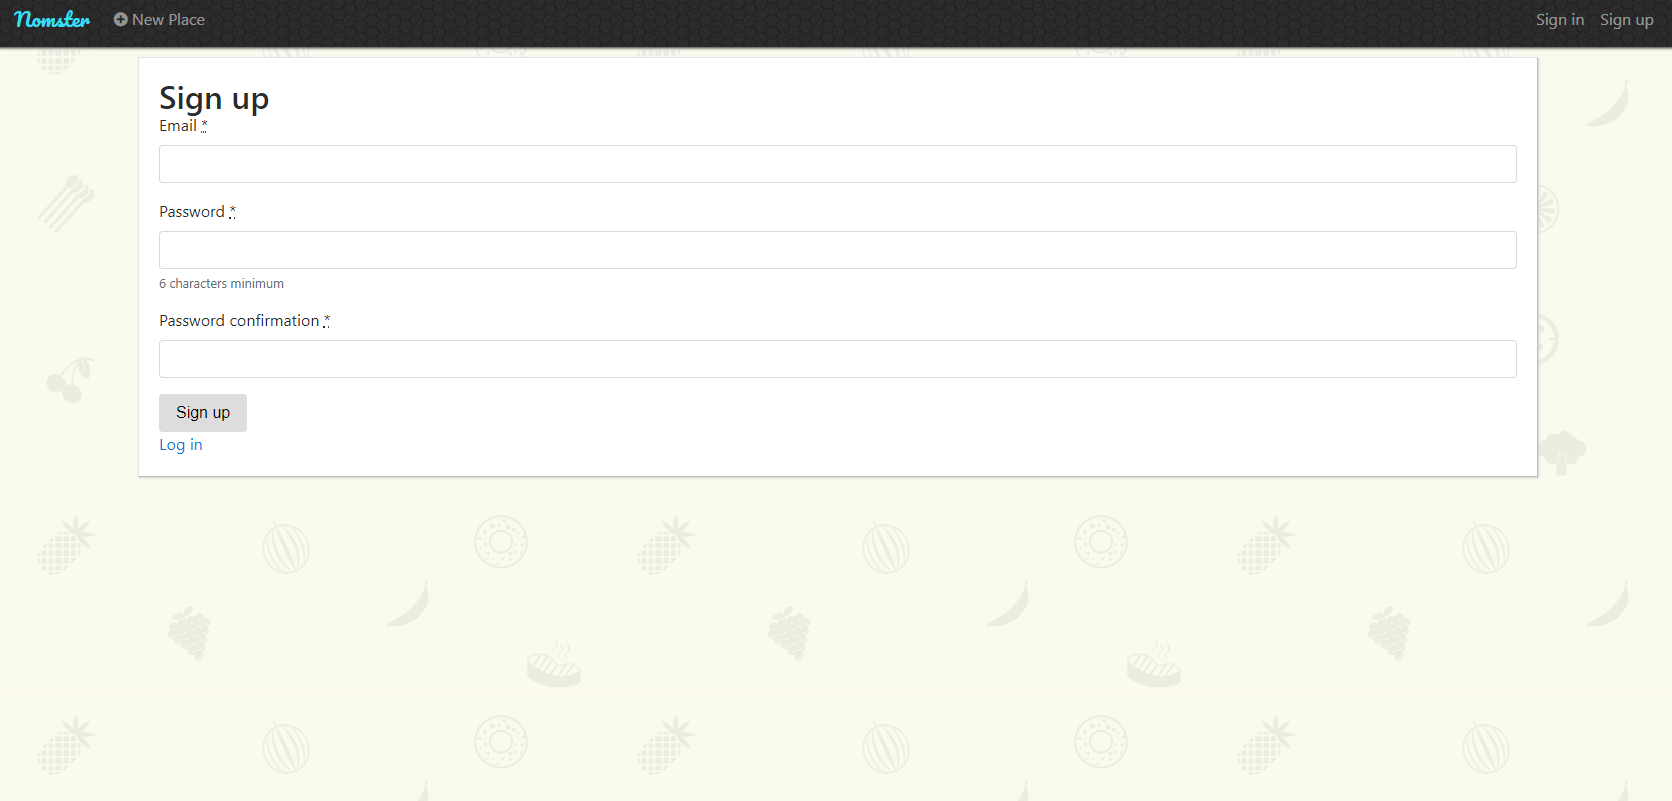 Nomster New Place Sign in Sign up
Sign up
Email *
Password *
6 characters minimum
Password confirmation *
Sign up
Log in